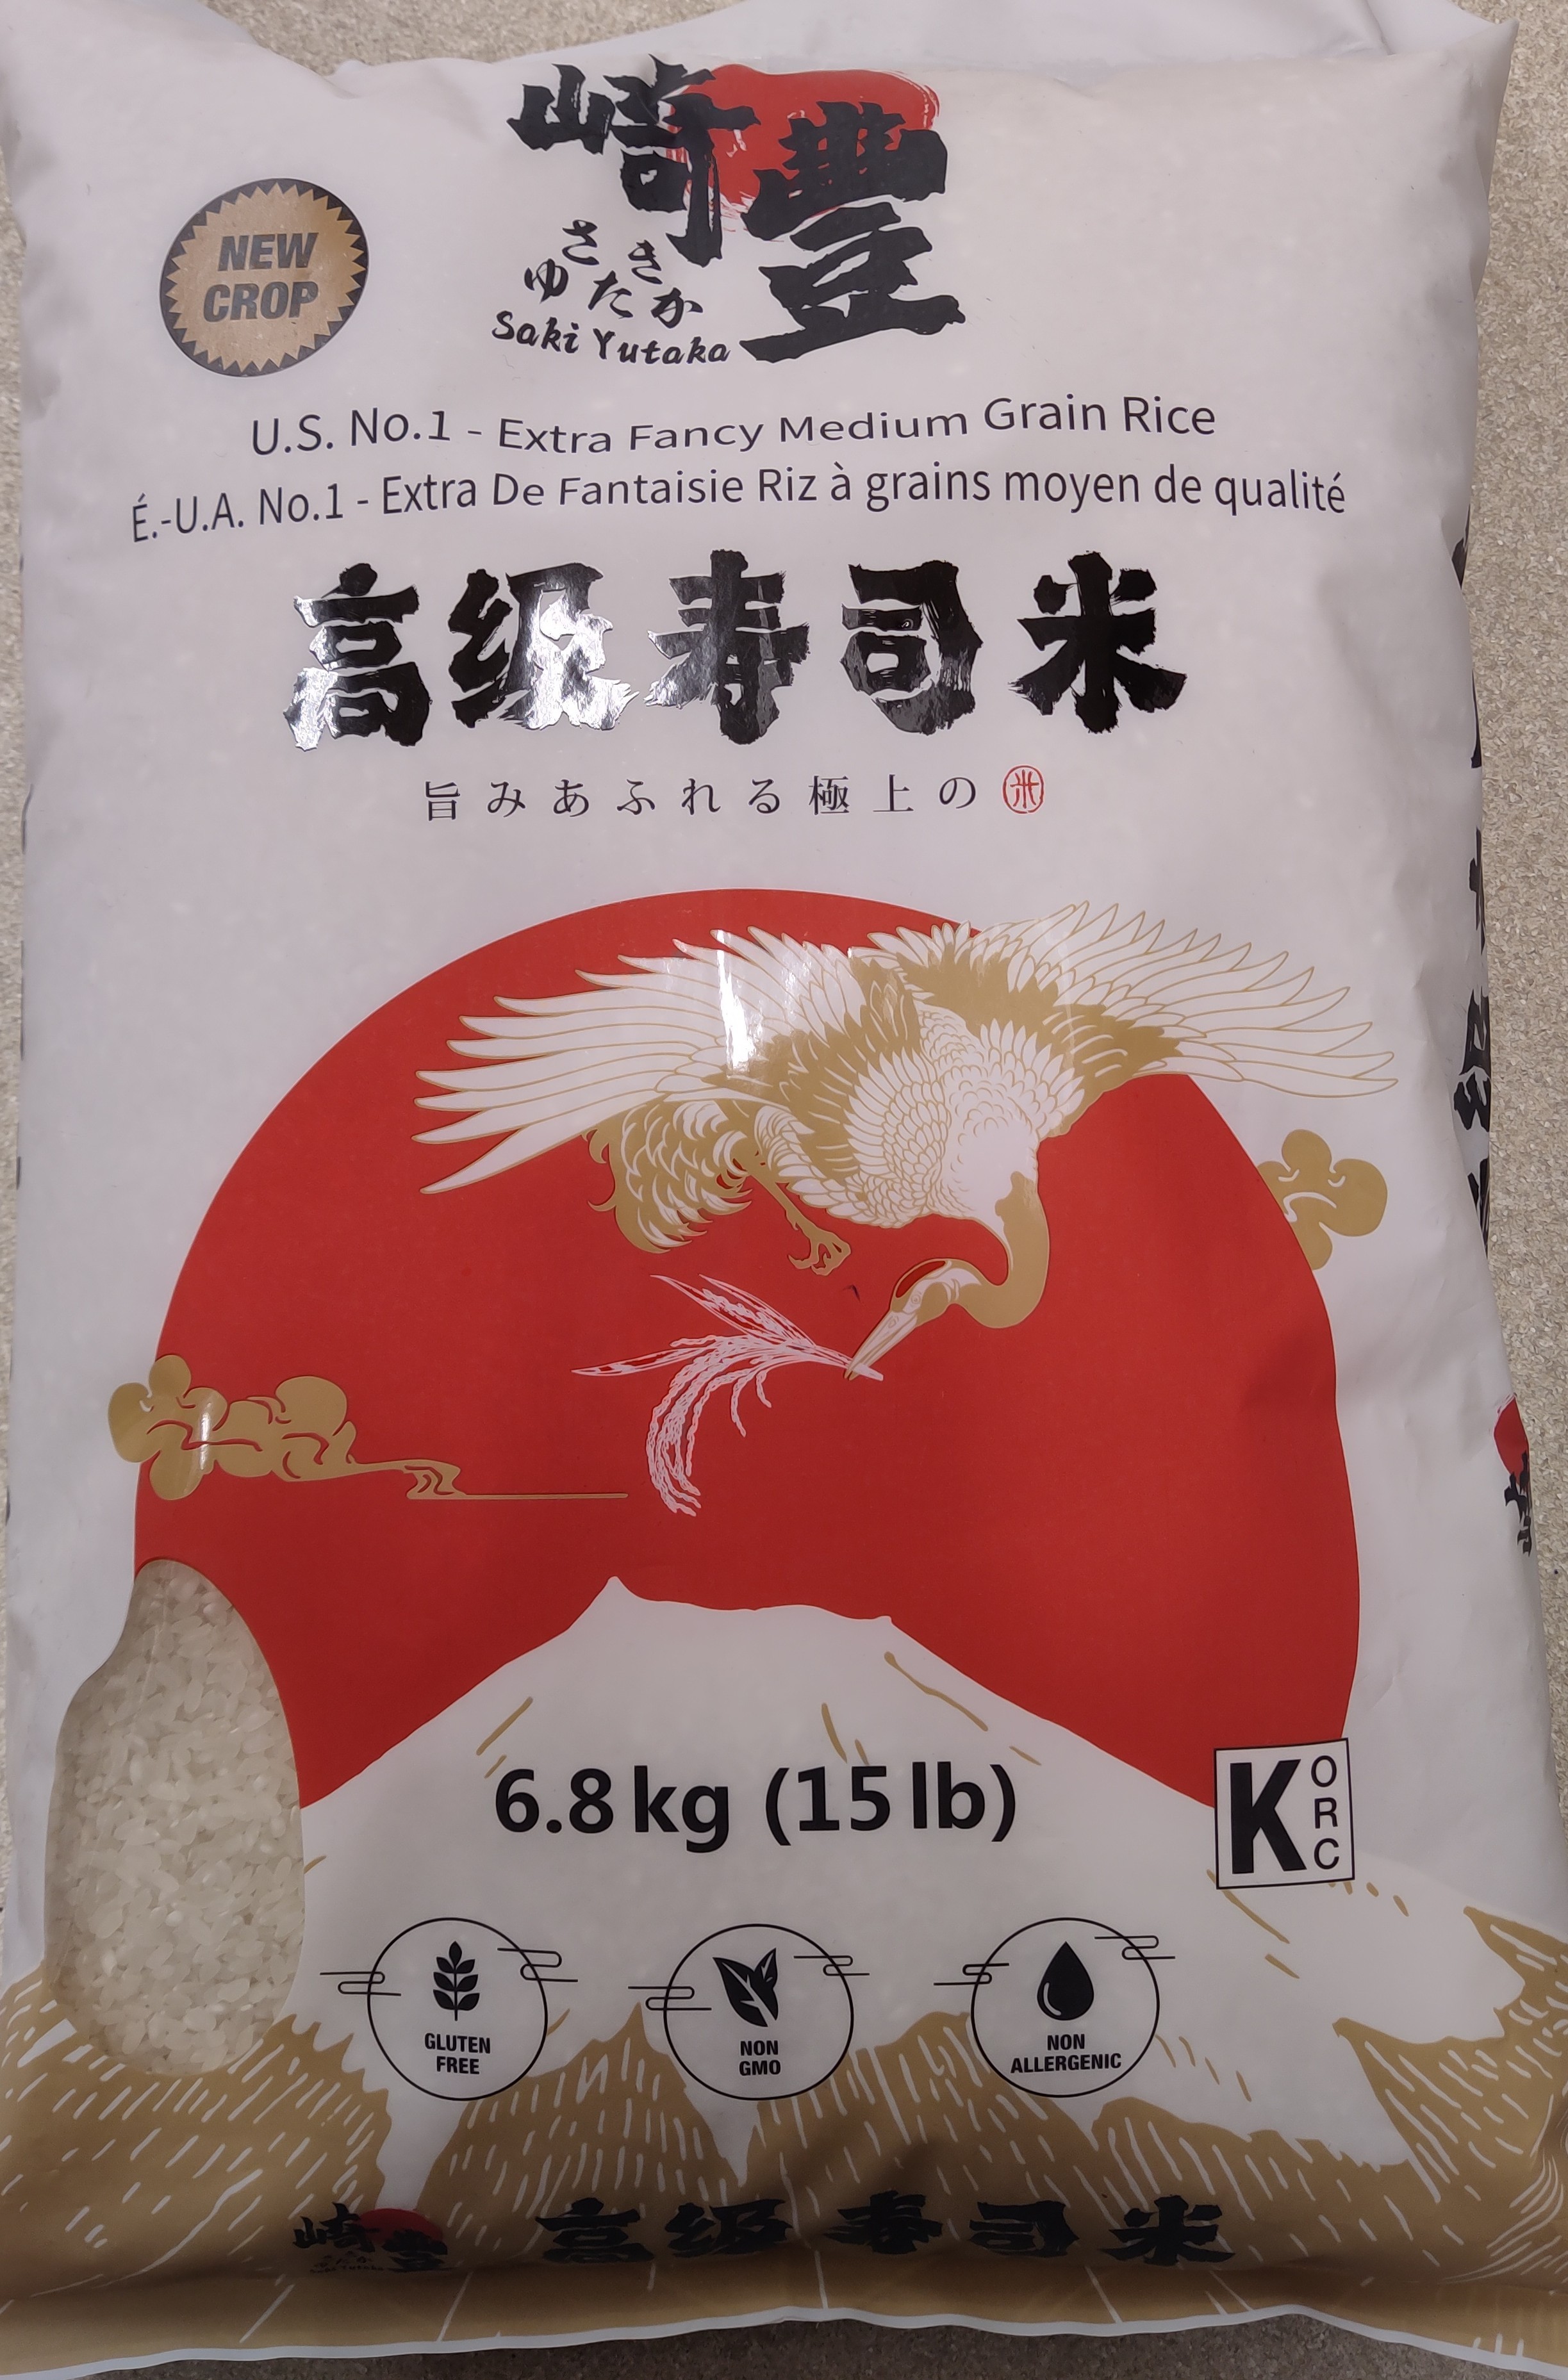 崎豐
NEW
CROP
さき
ゆたか
Saki Yutaka
U.S. No.1 - Extra Fancy Medium Grain Rice
É.-U.A. No.1 - Extra De Fantaisie Riz à grains moyen de qualité
高级寿司米
旨みあふれる極上の米
6.8 kg (15 lb)
K ORC
GLUTEN
FREE
NON
GMO
NON
ALLERGENIC
崎豐 高级寿司米